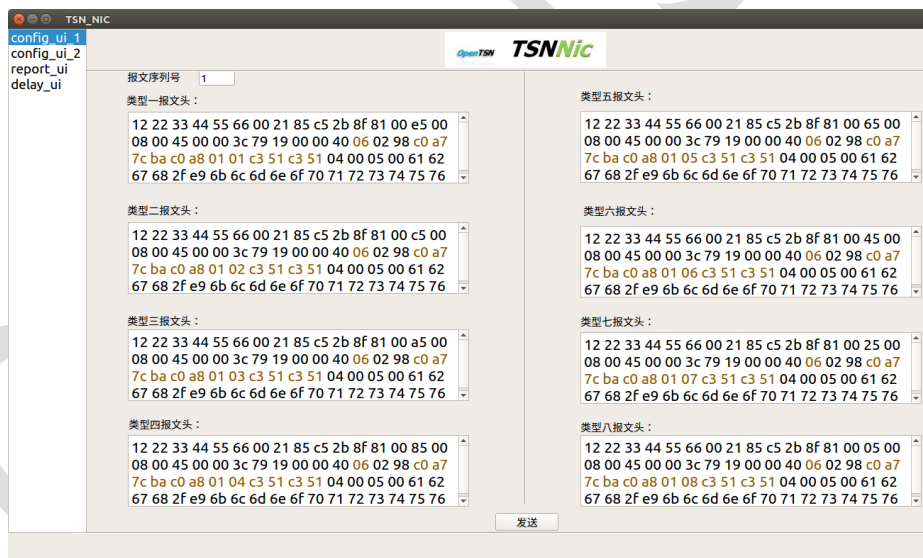 TSN_NIC
config_ui_1
config_ui_2
report_ui
delay_ui
OpenTSN TSNNic
报文序列号 1
类型一报文头：
12 22 33 44 55 66 00 21 85 c5 2b 8f 81 00 e5 00
08 00 45 00 00 3c 79 19 00 00 40 06 02 98 c0 a7
7c ba c0 a8 01 01 c3 51 c3 51 04 00 05 00 61 62
67 68 2f e9 6b 6c 6d 6e 6f 70 71 72 73 74 75 76
类型二报文头：
12 22 33 44 55 66 00 21 85 c5 2b 8f 81 00 c5 00
08 00 45 00 00 3c 79 19 00 00 40 06 02 98 c0 a7
7c ba c0 a8 01 02 c3 51 c3 51 04 00 05 00 61 62
67 68 2f e9 6b 6c 6d 6e 6f 70 71 72 73 74 75 76
类型三报文头：
12 22 33 44 55 66 00 21 85 c5 2b 8f 81 00 a5 00
08 00 45 00 00 3c 79 19 00 00 40 06 02 98 c0 a7
7c ba c0 a8 01 03 c3 51 c3 51 04 00 05 00 61 62
67 68 2f e9 6b 6c 6d 6e 6f 70 71 72 73 74 75 76
类型四报文头：
12 22 33 44 55 66 00 21 85 c5 2b 8f 81 00 85 00
08 00 45 00 00 3c 79 19 00 00 40 06 02 98 c0 a7
7c ba c0 a8 01 04 c3 51 c3 51 04 00 05 00 61 62
67 68 2f e9 6b 6c 6d 6e 6f 70 71 72 73 74 75 76
类型五报文头：
12 22 33 44 55 66 00 21 85 c5 2b 8f 81 00 65 00
08 00 45 00 00 3c 79 19 00 00 40 06 02 98 c0 a7
7c ba c0 a8 01 05 c3 51 c3 51 04 00 05 00 61 62
67 68 2f e9 6b 6c 6d 6e 6f 70 71 72 73 74 75 76
类型六报文头：
12 22 33 44 55 66 00 21 85 c5 2b 8f 81 00 45 00
08 00 45 00 00 3c 79 19 00 00 40 06 02 98 c0 a7
7c ba c0 a8 01 06 c3 51 c3 51 04 00 05 00 61 62
67 68 2f e9 6b 6c 6d 6e 6f 70 71 72 73 74 75 76
类型七报文头：
12 22 33 44 55 66 00 21 85 c5 2b 8f 81 00 25 00
08 00 45 00 00 3c 79 19 00 00 40 06 02 98 c0 a7
7c ba c0 a8 01 07 c3 51 c3 51 04 00 05 00 61 62
67 68 2f e9 6b 6c 6d 6e 6f 70 71 72 73 74 75 76
类型八报文头：
12 22 33 44 55 66 00 21 85 c5 2b 8f 81 00 05 00
08 00 45 00 00 3c 79 19 00 00 40 06 02 98 c0 a7
7c ba c0 a8 01 08 c3 51 c3 51 04 00 05 00 61 62
67 68 2f e9 6b 6c 6d 6e 6f 70 71 72 73 74 75 76
发送